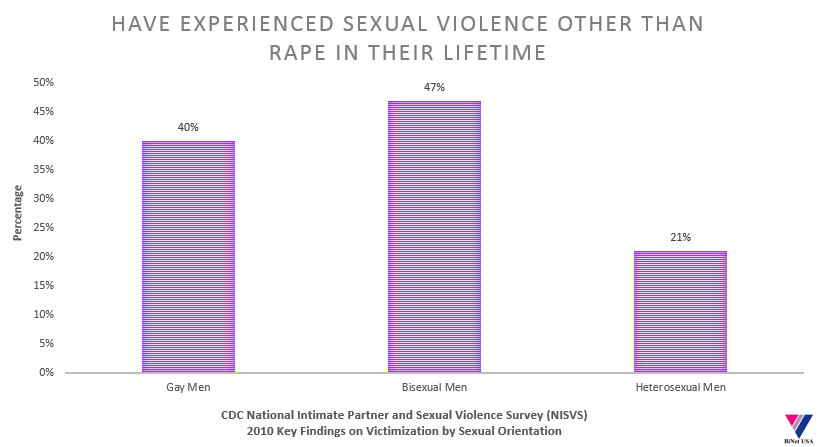 HAVE EXPERIENCED SEXUAL VIOLENCE OTHER THAN
RAPE IN THEIR LIFETIME
50%
45%
40%
35%
30%
25%
20%
15%
10%
5%
0%
Percentage
40%
47%
21%
Gay Men
Bisexual Men
Heterosexual Men
CDC National Intimate Partner and Sexual Violence Survey (NISVS)
2010 Key Findings on Victimization by Sexual Orientation
BiNet USA